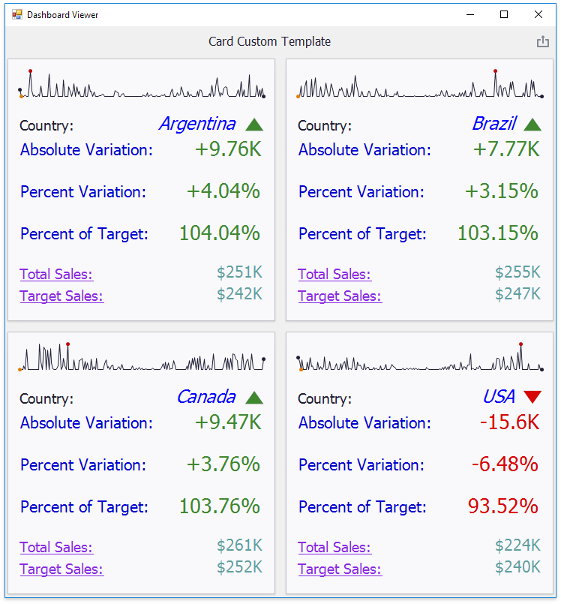 Dashboard Viewer
Card Custom Template
Country: Argentina
Absolute Variation: +9.76K
Percent Variation: +4.04%
Percent of Target: 104.04%
Total Sales: $251K
Target Sales: $242K
Country: Brazil
Absolute Variation: +7.77K
Percent Variation: +3.15%
Percent of Target: 103.15%
Total Sales: $255K
Target Sales: $247K
Country: Canada
Absolute Variation: +9.47K
Percent Variation: +3.76%
Percent of Target: 103.76%
Total Sales: $261K
Target Sales: $252K
Country: USA
Absolute Variation: -15.6K
Percent Variation: -6.48%
Percent of Target: 93.52%
Total Sales: $224K
Target Sales: $240K